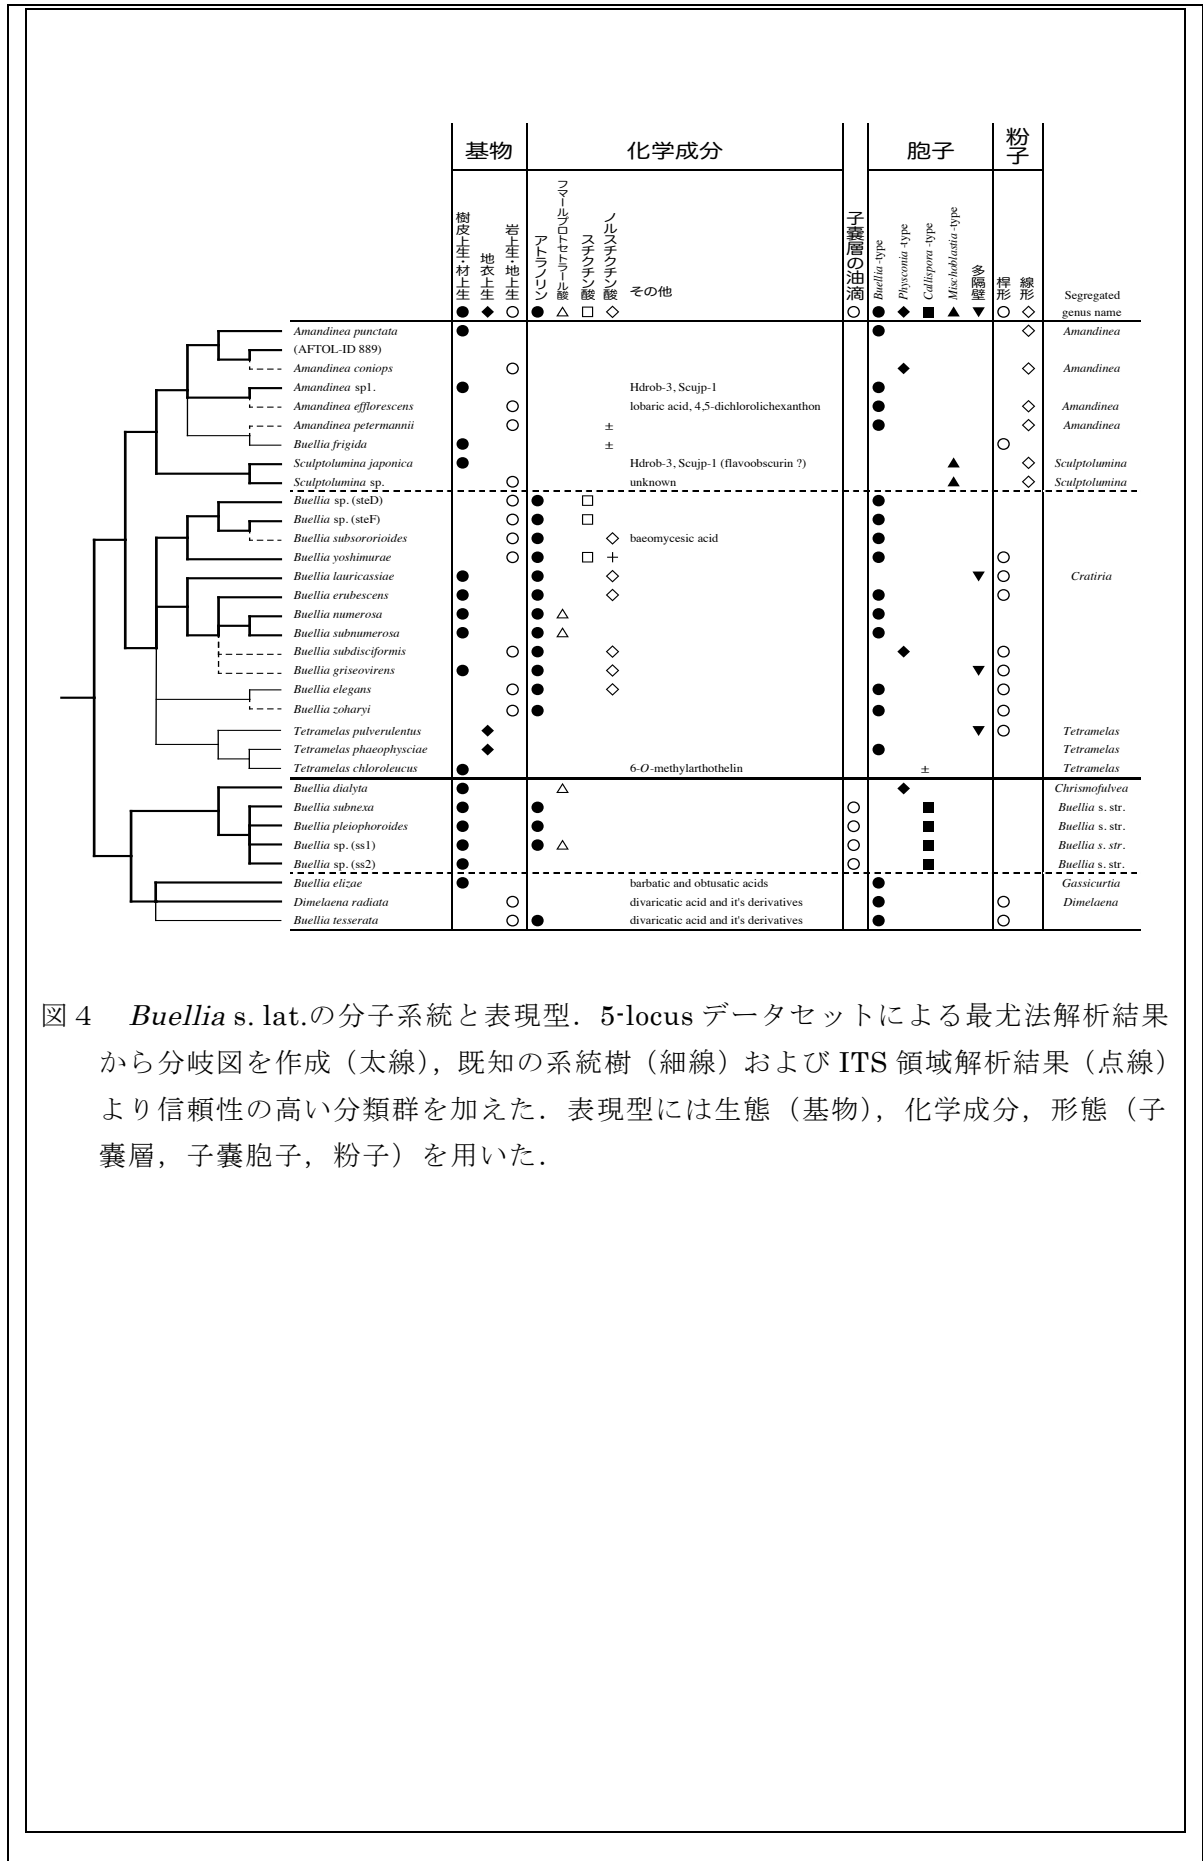 基物 化学成分 胞子 粉子
樹皮上生・材上生
地衣上生
岩上生・地上生
アトラノリン
フマールプロトセトラール酸
スチクチン酸
ノルスチクチン酸
その他
子嚢層の油滴
Buellia -type
Physconia -type
Callispora -type
Mischoblastia -type
多隔壁
桿形
線形
Segregated
genus name
● ◆ ○ ● △ □ ◇ ○ ● ◆ ■ ▲ ▼ ○ ◇
Amandinea punctata ● ● ◇ Amandinea
(AFTOL-ID 889)
Amandinea coniops ○ ◆ ◇ Amandinea
Amandinea sp1. ● Hdrob-3, Scujp-1 ●
Amandinea efflorescens ○ lobaric acid, 4,5-dichlorolichexanthon ● ◇ Amandinea
Amandinea petermannii ○ ± ● ◇ Amandinea
Buellia frigida ● ± ○
Sculptolumina japonica ● Hdrob-3, Scujp-1 (flavoobscurin ?) ▲ ◇ Sculptolumina
Sculptolumina sp. ○ unknown ▲ ◇ Sculptolumina
Buellia sp. (steD) ○ ● □ ●
Buellia sp. (steF) ○ ● □ ●
Buellia subsororioides ○ ● ◇ baeomycesic acid ●
Buellia yoshimurae ○ ● □ + ● ○
Buellia lauricassiae ● ● ◇ ▼ ○ Cratiria
Buellia erubescens ● ● ◇ ● ○
Buellia numerosa ● ● △ ●
Buellia subnumerosa ● ● △ ●
Buellia subdisciformis ○ ● ◇ ◆ ○
Buellia griseovirens ● ● ◇ ▼ ○
Buellia elegans ○ ● ◇ ● ○
Buellia zoharyi ○ ● ● ○
Tetramelas pulverulentus ◆ ▼ ○ Tetramelas
Tetramelas phaeophysciae ◆ ● Tetramelas
Tetramelas chloroleucus ● 6-O-methylarthothelin ± Tetramelas
Buellia dialyta ● △ ◆ Chrismofulvea
Buellia subnexa ● ● ○ ■ Buellia s. str.
Buellia pleiophoroides ● ● ○ ■ Buellia s. str.
Buellia sp. (ss1) ● ● △ ○ ■ Buellia s. str.
Buellia sp. (ss2) ● ○ ■ Buellia s. str.
Buellia elizae ● barbatic and obtusatic acids ● Gassicurtia
Dimelaena radiata ○ divaricatic acid and it's derivatives ● ○ Dimelaena
Buellia tesserata ○ ● divaricatic acid and it's derivatives ● ○
図4 Buellia s. lat.の分子系統と表現型．5-locus データセットによる最尤法解析結果
から分岐図を作成（太線），既知の系統樹（細線）および ITS 領域解析結果（点線）
より信頼性の高い分類群を加えた．表現型には生態（基物），化学成分，形態（子
嚢層，子嚢胞子，粉子）を用いた．